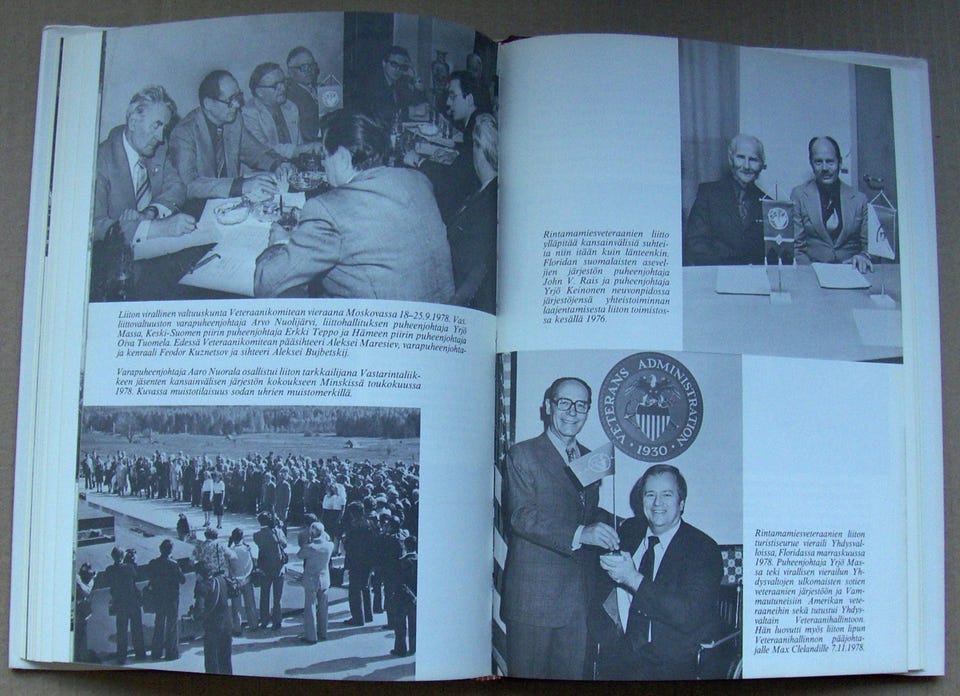 Liiton virallinen valtuuskunta Veteraanikomitean vieraana Moskovassa 18–25.9.1978. Vas.
liittovaltuuston varapuheenjohtaja Arvo Nuolijärvi, liittohallituksen puheenjohtaja Yrjö
Massa, Keski-Suomen piirin puheenjohtaja Erkki Teppo ja Hämeen piirin puheenjohtaja
Oiva Tuomela. Edessä Veteraanikomitean pääsihteeri Aleksei Maresiev, varapuheenjohta-
ja kenraali Feodor Kuznetsov ja sihteeri Aleksei Bujbetskij.
Varapuheenjohtaja Aaro Nuorala osallistui liiton tarkkailijana Vastarintaliik-
keen jäsenten kansainvälisen järjestön kokoukseen Minskissä toukokuussa
1978. Kuvassa muistotilaisuus sodan uhrien muistomerkillä.
Rintamamiesveteraanien liitto
ylläpitää kansainvälisiä suhtei-
ta niin itään kuin länteenkin.
Floridan suomalaisten asevel-
jien järjestön puheenjohtaja
John V. Rais ja puheenjohtaja
Yrjö Keinonen neuvonpidossa
järjestöjensä yhteistoiminnan
laajentamisesta liiton toimistos-
sa kesällä 1976.
VETERANS ADMINISTRATION
1930
Rintamamiesveteraanien liiton
turistiseurue vieraili Yhdysval-
loissa, Floridassa marraskuussa
1978. Puheenjohtaja Yrjö Mas-
sa teki virallisen vierailun Yh-
dysvaltojen ulkomaisten sotien
veteraanien järjestöön ja Vam-
mautuneisiin Amerikan vete-
raaneihin sekä tutustui Yhdys-
valtain Veteraanihallintoon.
Hän luovutti myös liiton lipun
Veteraanihallinnon pääjohta-
jalle Max Clelandille 7.11.1978.